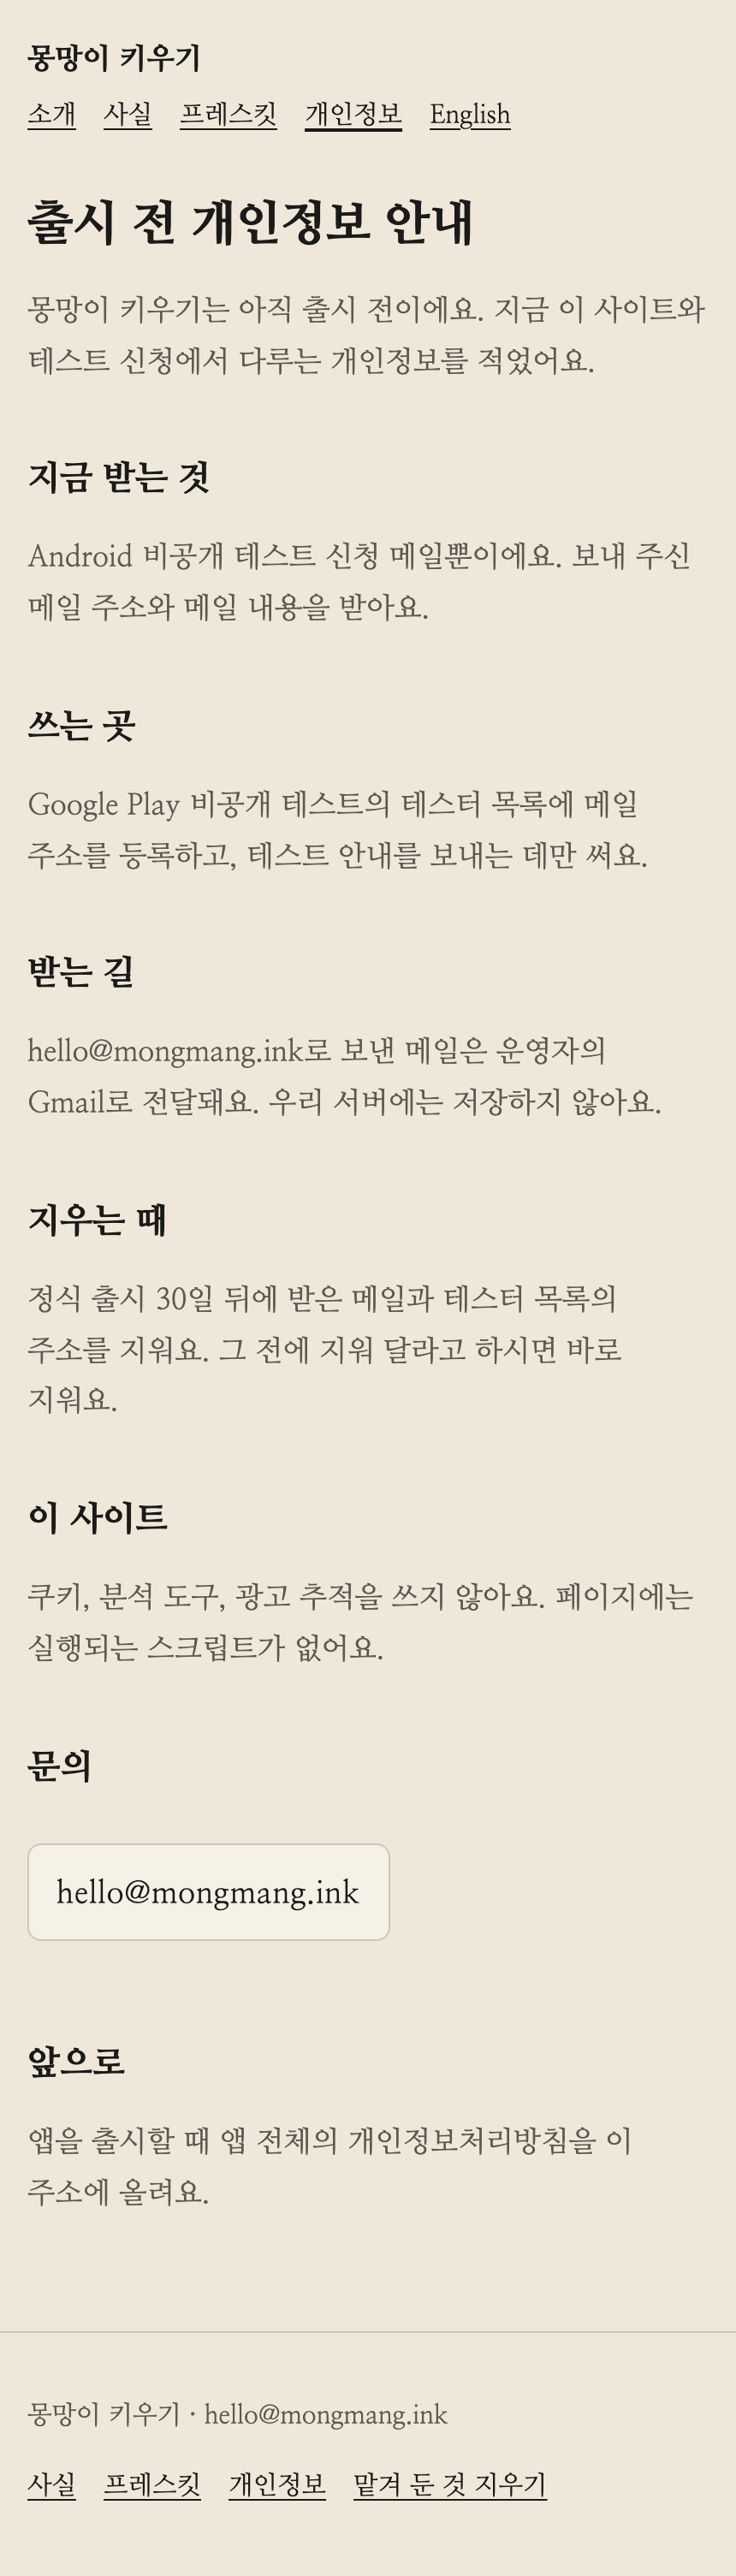 몽망이 키우기
소개 사실 프레스킷 개인정보 English
출시 전 개인정보 안내
몽망이 키우기는 아직 출시 전이에요. 지금 이 사이트와
테스트 신청에서 다루는 개인정보를 적었어요.
지금 받는 것
Android 비공개 테스트 신청 메일뿐이에요. 보내 주신
메일 주소와 메일 내용을 받아요.
쓰는 곳
Google Play 비공개 테스트의 테스터 목록에 메일
주소를 등록하고, 테스트 안내를 보내는 데만 써요.
받는 길
hello@mongmang.ink로 보낸 메일은 운영자의
Gmail로 전달돼요. 우리 서버에는 저장하지 않아요.
지우는 때
정식 출시 30일 뒤에 받은 메일과 테스터 목록의
주소를 지워요. 그 전에 지워 달라고 하시면 바로
지워요.
이 사이트
쿠키, 분석 도구, 광고 추적을 쓰지 않아요. 페이지에는
실행되는 스크립트가 없어요.
문의
hello@mongmang.ink
앞으로
앱을 출시할 때 앱 전체의 개인정보처리방침을 이
주소에 올려요.
몽망이 키우기 · hello@mongmang.ink
사실 프레스킷 개인정보 맡겨 둔 것 지우기